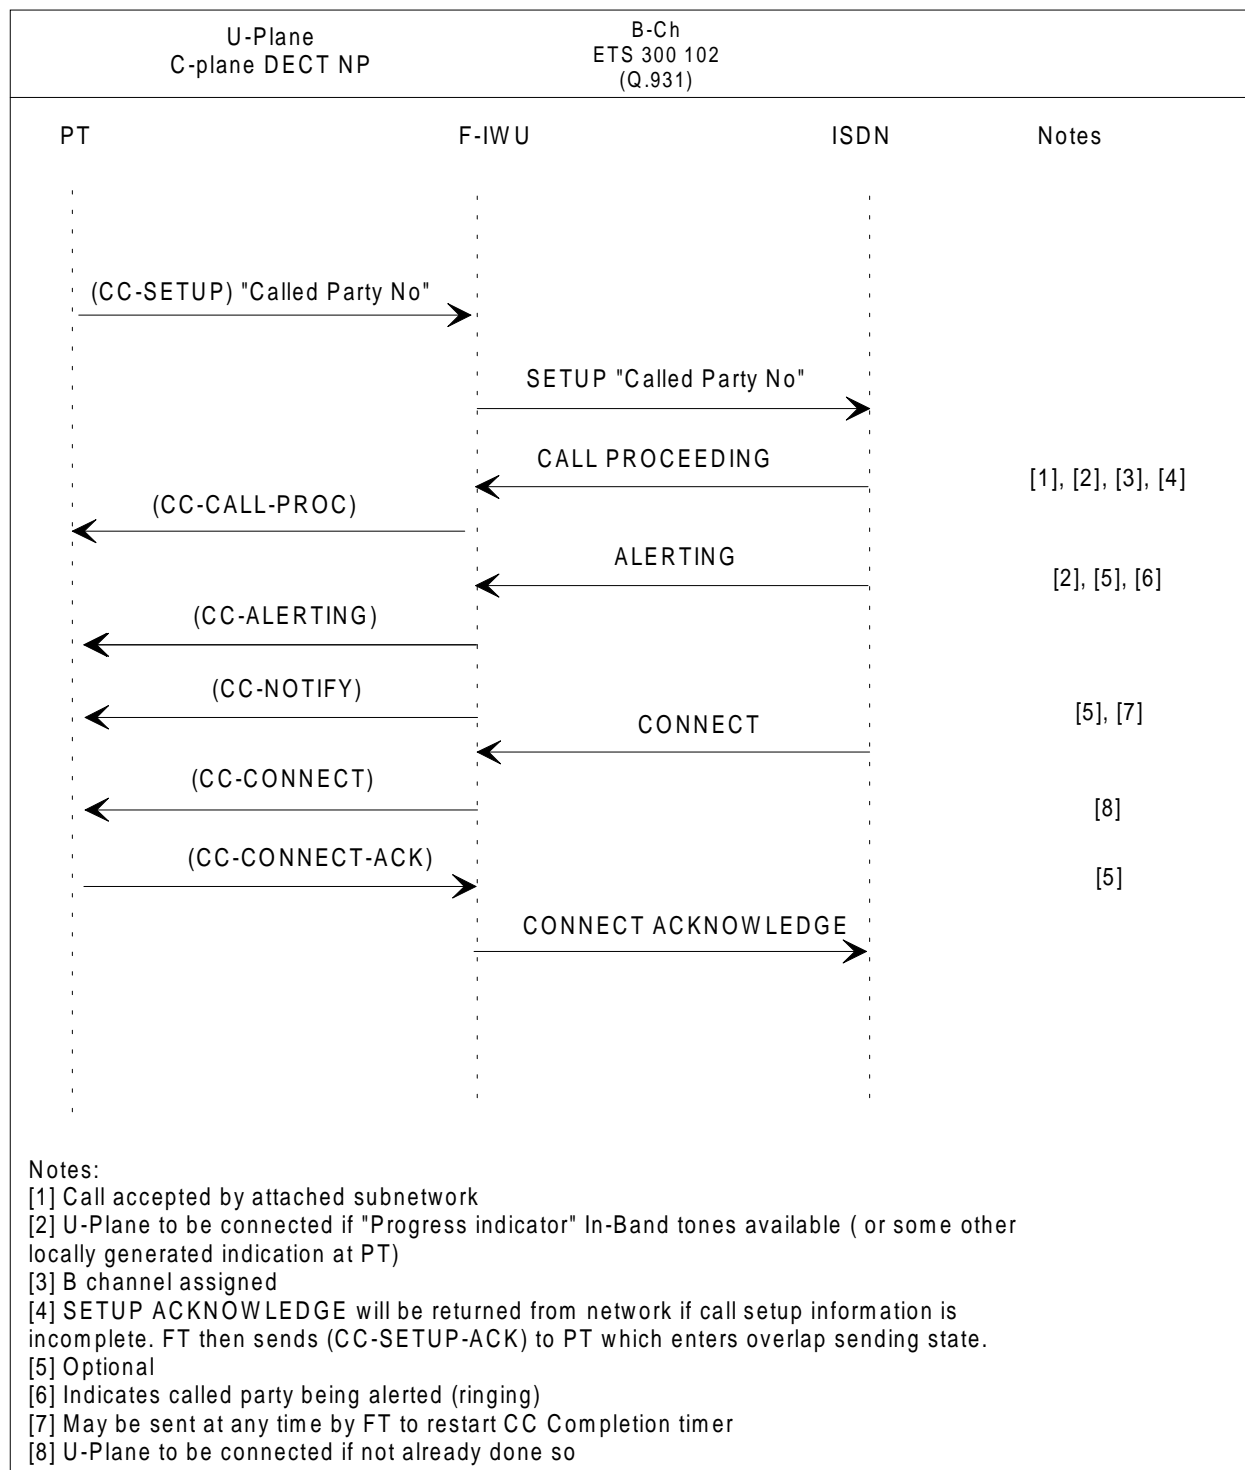 U-Plane
C-plane DECT NP
B-Ch
ETS 300 102
(Q.931)
PT
F-IWU
ISDN
Notes
(CC-SETUP) "Called Party No"
SETUP "Called Party No"
CALL PROCEEDING
[1], [2], [3], [4]
(CC-CALL-PROC)
ALERTING
[2], [5], [6]
(CC-ALERTING)
(CC-NOTIFY)
[5], [7]
CONNECT
(CC-CONNECT)
[8]
(CC-CONNECT-ACK)
[5]
CONNECT ACKNOWLEDGE
Notes:
[1] Call accepted by attached subnetwork
[2] U-Plane to be connected if "Progress indicator" In-Band tones available ( or some other
locally generated indication at PT)
[3] B channel assigned
[4] SETUP ACKNOWLEDGE will be returned from network if call setup information is
incomplete. FT then sends (CC-SETUP-ACK) to PT which enters overlap sending state.
[5] Optional
[6] Indicates called party being alerted (ringing)
[7] May be sent at any time by FT to restart CC Completion timer
[8] U-Plane to be connected if not already done so